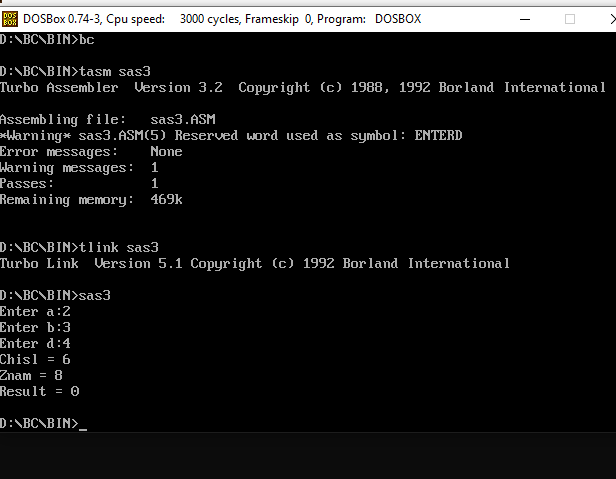 DOS BOX DOSBox 0.74-3, Cpu speed: 3000 cycles, Frameskip 0, Program: DOSBOX
D:\BC\BIN>bc
D:\BC\BIN>tasm sas3
Turbo Assembler Version 3.2 Copyright (c) 1988, 1992 Borland International
Assembling file: sas3.ASM
*Warning* sas3.ASM(5) Reserved word used as symbol: ENTERD
Error messages: None
Warning messages: 1
Passes: 1
Remaining memory: 469k
D:\BC\BIN>tlink sas3
Turbo Link Version 5.1 Copyright (c) 1992 Borland International
D:\BC\BIN>sas3
Enter a:2
Enter b:3
Enter d:4
Chisl = 6
Znam = 8
Result = 0
D:\BC\BIN>_